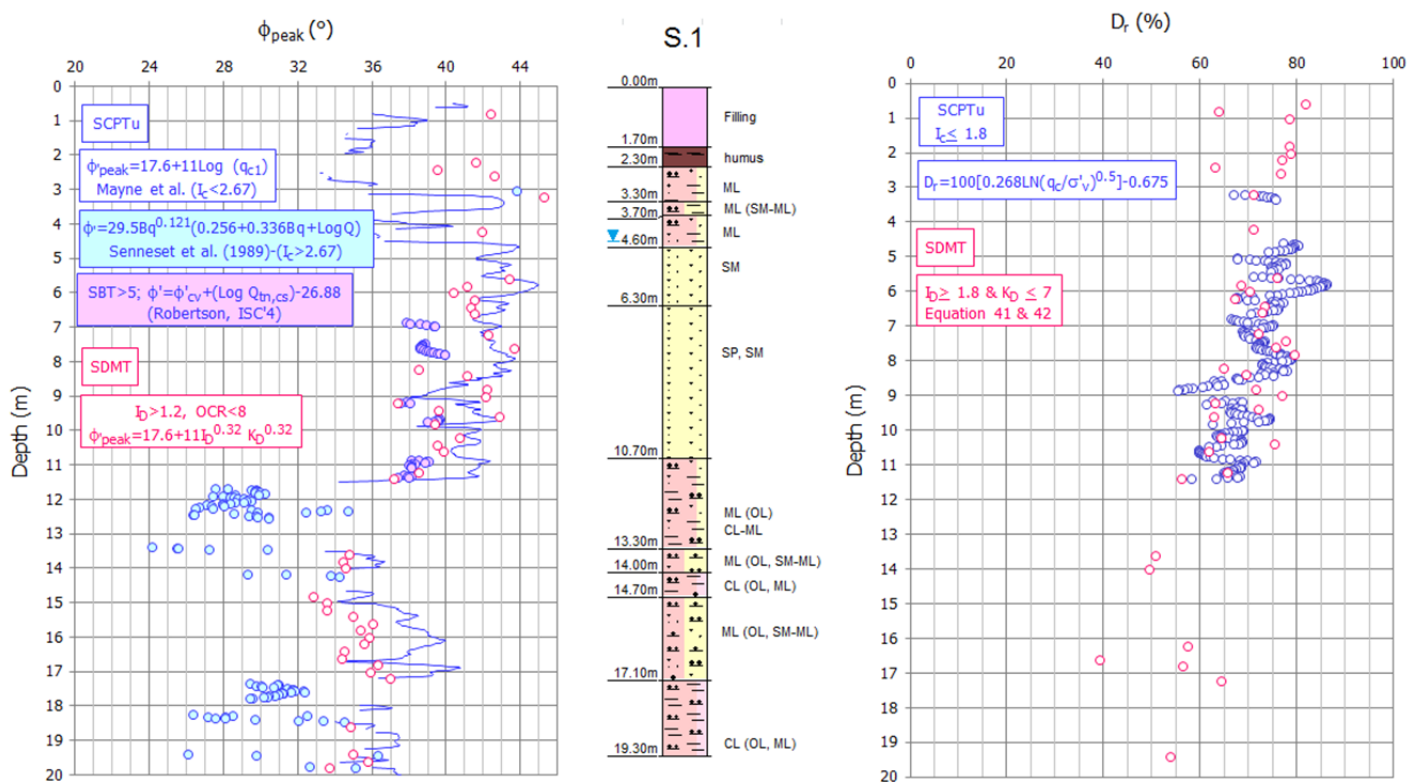 ϕpeak (°)
20 24 28 32 36 40 44
Depth (m)
0
1
2
3
4
5
6
7
8
9
10
11
12
13
14
15
16
17
18
19
20
SCPTu
ϕ'peak=17.6+11Log (qc1)
Mayne et al. (Ic<2.67)
ϕ'=29.5Bq^0.121(0.256+0.336Bq+LogQ)
Senneset et al. (1989)-(Ic>2.67)
SBT>5; ϕ'=ϕ'cv+(Log Qtn,cs)-26.88
(Robertson, ISC'4)
SDMT
ID>1.2, OCR<8
ϕ'peak=17.6+11ID^0.32 KD^0.32
S.1
0.00m
Filling
1.70m
humus
2.30m
ML
3.30m
ML (SM-ML)
3.70m
ML
4.60m
SM
6.30m
SP, SM
10.70m
ML (OL)
CL-ML
13.30m
ML (OL, SM-ML)
14.00m
CL (OL, ML)
14.70m
ML (OL, SM-ML)
17.10m
CL (OL, ML)
19.30m
Dr (%)
0 20 40 60 80 100
Depth (m)
0
1
2
3
4
5
6
7
8
9
10
11
12
13
14
15
16
17
18
19
20
SCPTu
Ic ≤ 1.8
Dr=100[0.268LN(qc/σ'v)^0.5]-0.675
SDMT
ID ≥ 1.8 & KD ≤ 7
Equation 41 & 42